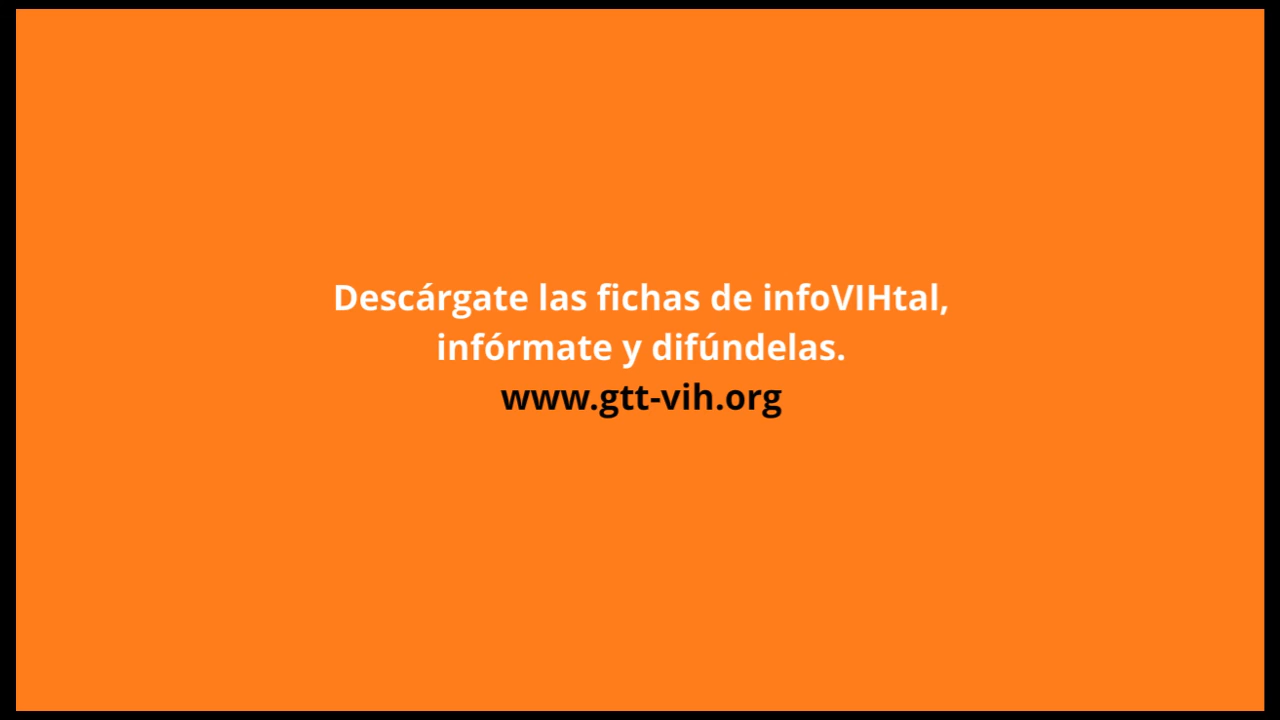 Descárgate las fichas de infoVIHtal,
infórmate y difúndelas.
www.gtt-vih.org